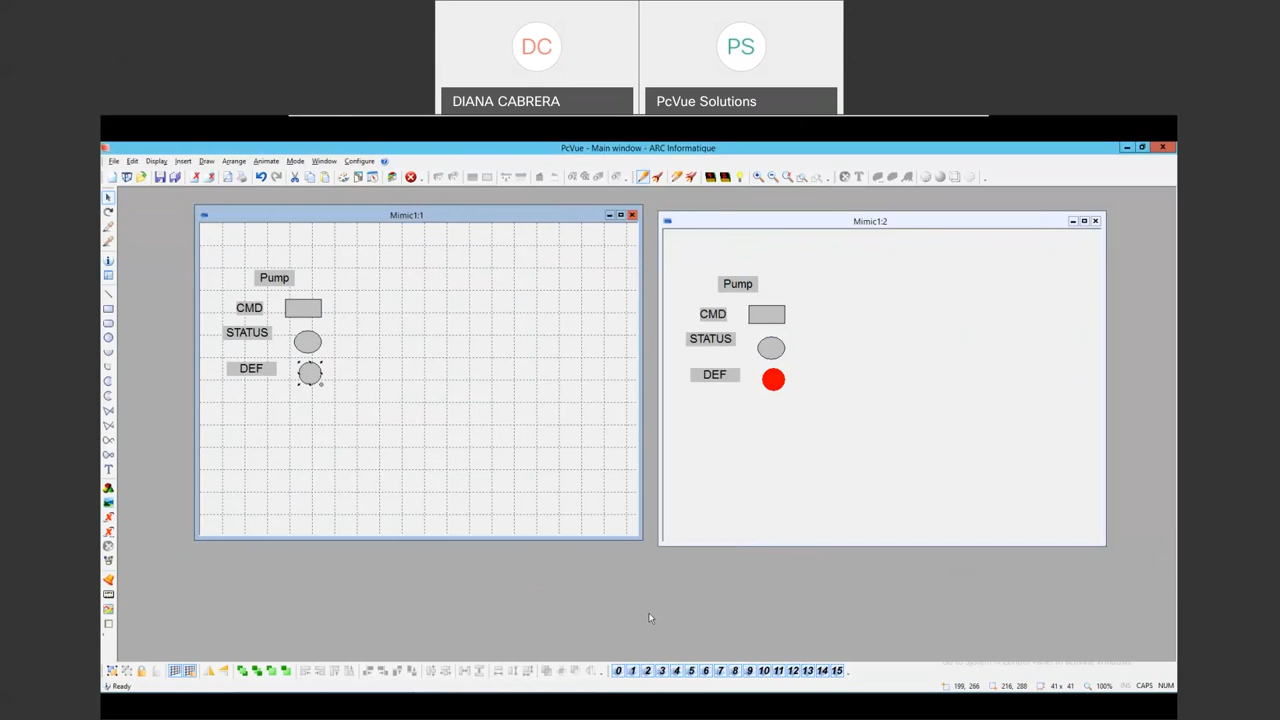 DC
PS
DIANA CABRERA
PcVue Solutions
PcVue - Main window - ARC Informatique
File Edit Display Insert Draw Arrange Animate Mode Window Configure
Mimic1:1
Mimic1:2
Pump
CMD
STATUS
DEF
Pump
CMD
STATUS
DEF
0 1 2 3 4 5 6 7 8 9 10 11 12 13 14 15
Ready
199, 266 216, 288 41 x 41 100% INS CAPS NUM